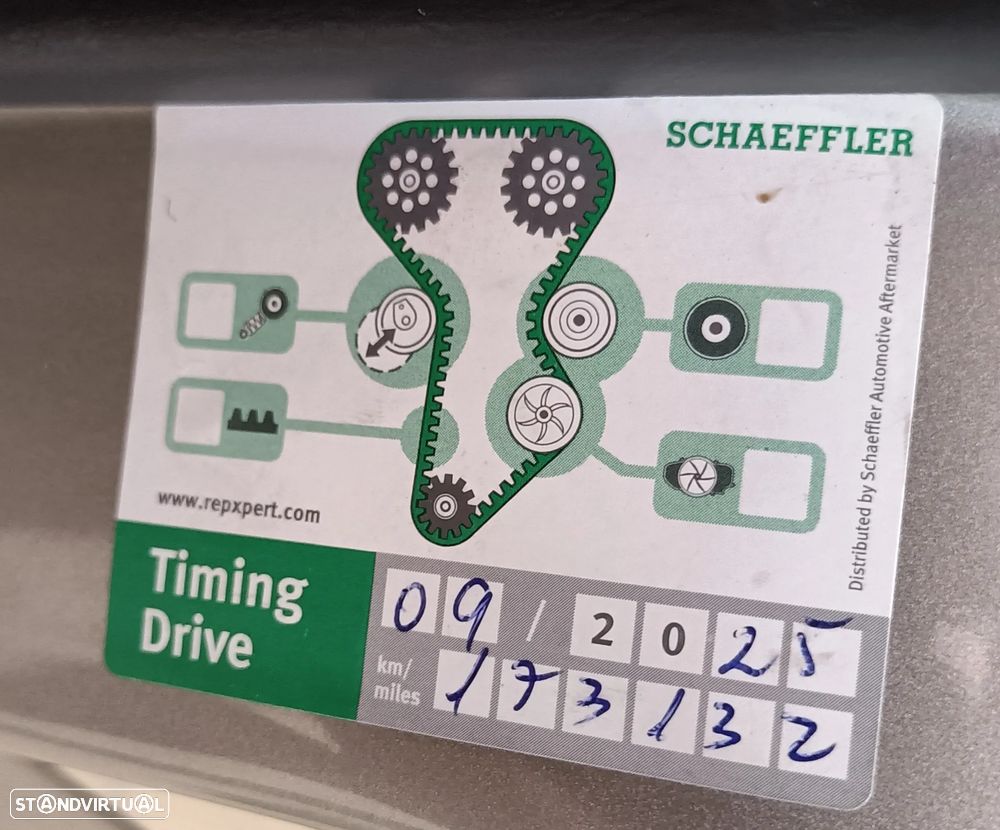 SCHAEFFLER
Distributed by Schaeffler Automotive Aftermarket
www.repxpert.com
Timing
Drive
09 / 2025
km/
miles
173132
STANDVIRTUAL